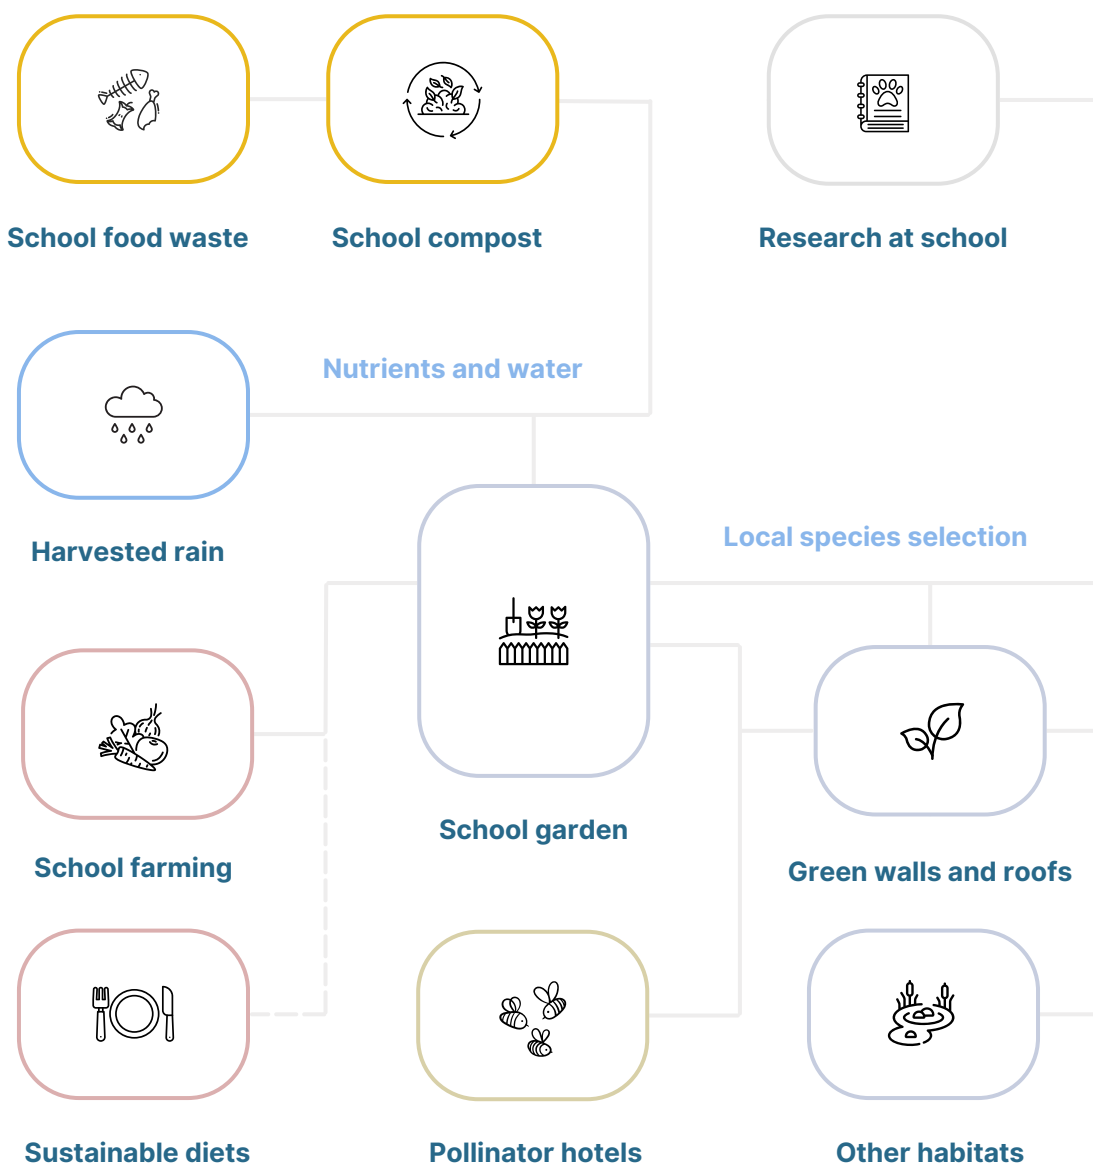 School food waste
School compost
Research at school
Nutrients and water
Harvested rain
Local species selection
School farming
School garden
Green walls and roofs
Sustainable diets
Pollinator hotels
Other habitats